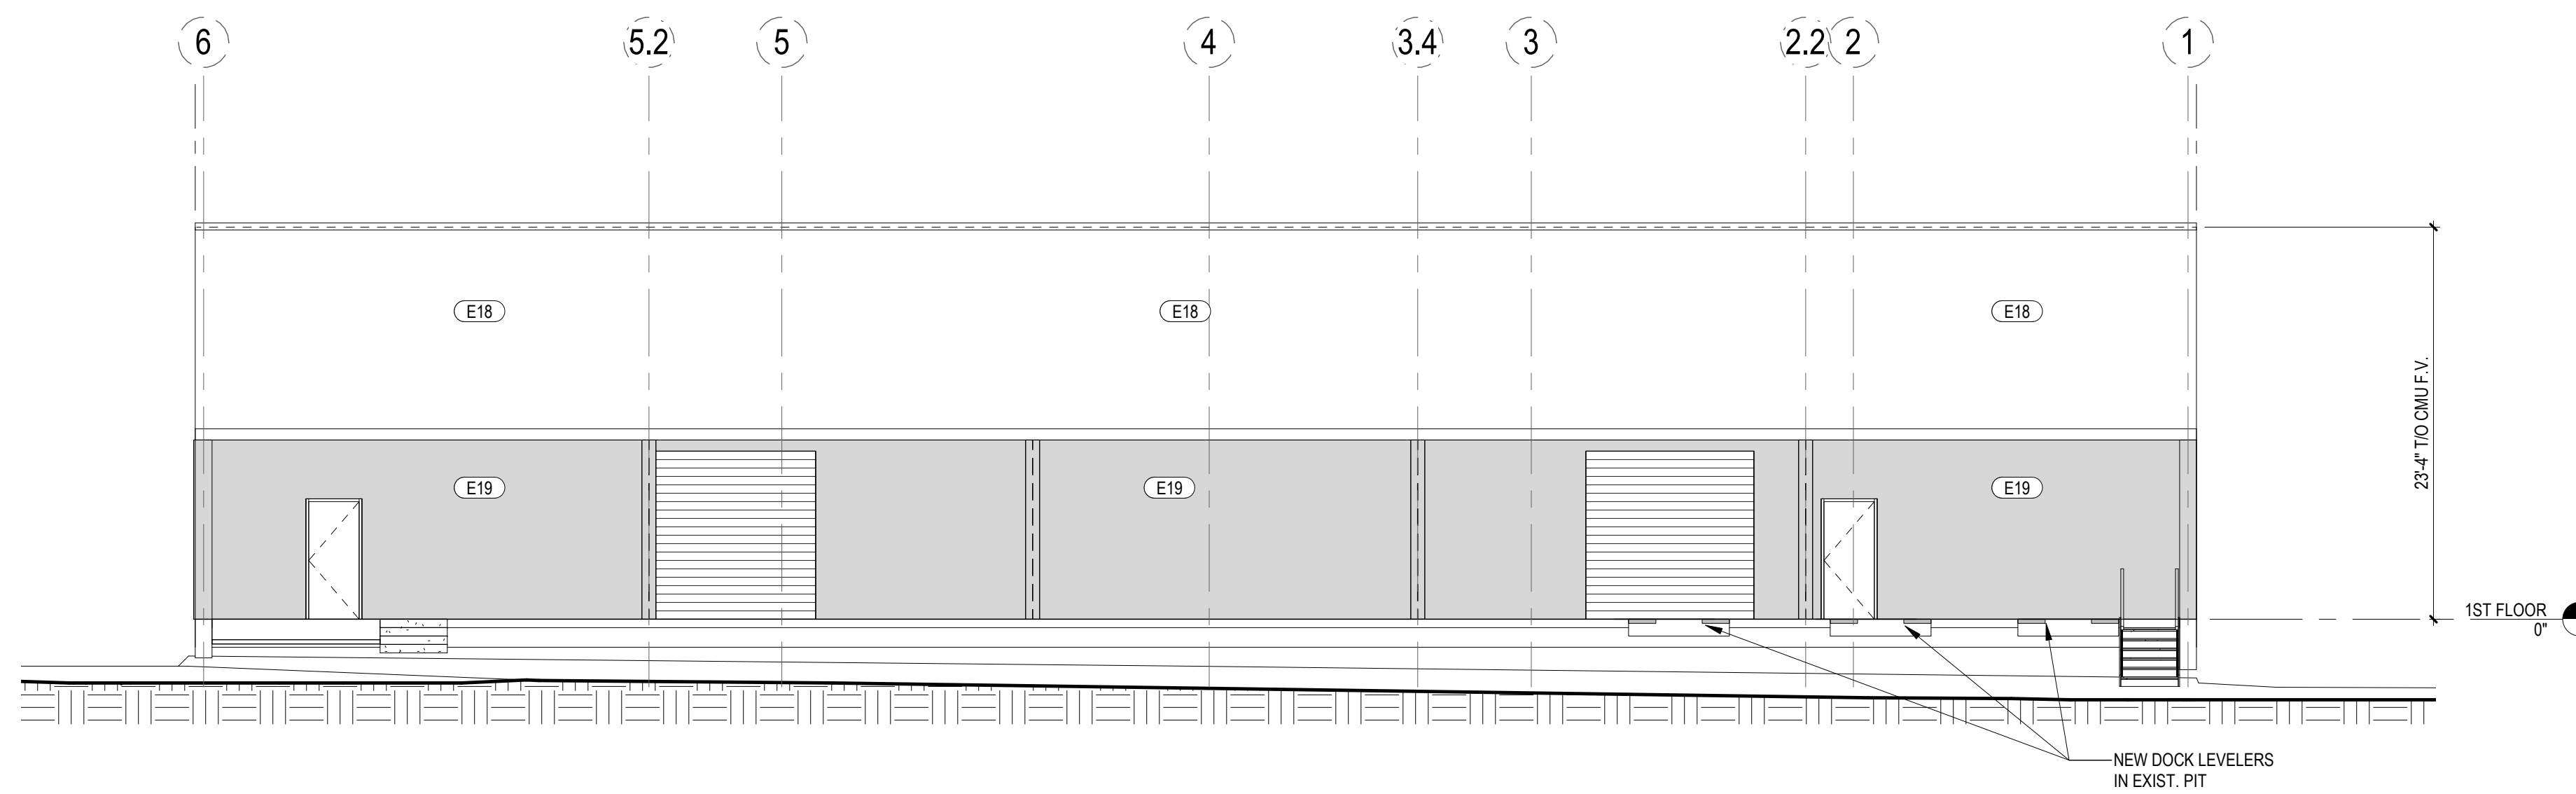 6
5.2
5
4
3.4
3
2.2
2
1
E18
E18
E18
E19
E19
E19
23'-4" T/O CMU F.V.
1ST FLOOR
0"
NEW DOCK LEVELERS
IN EXIST. PIT